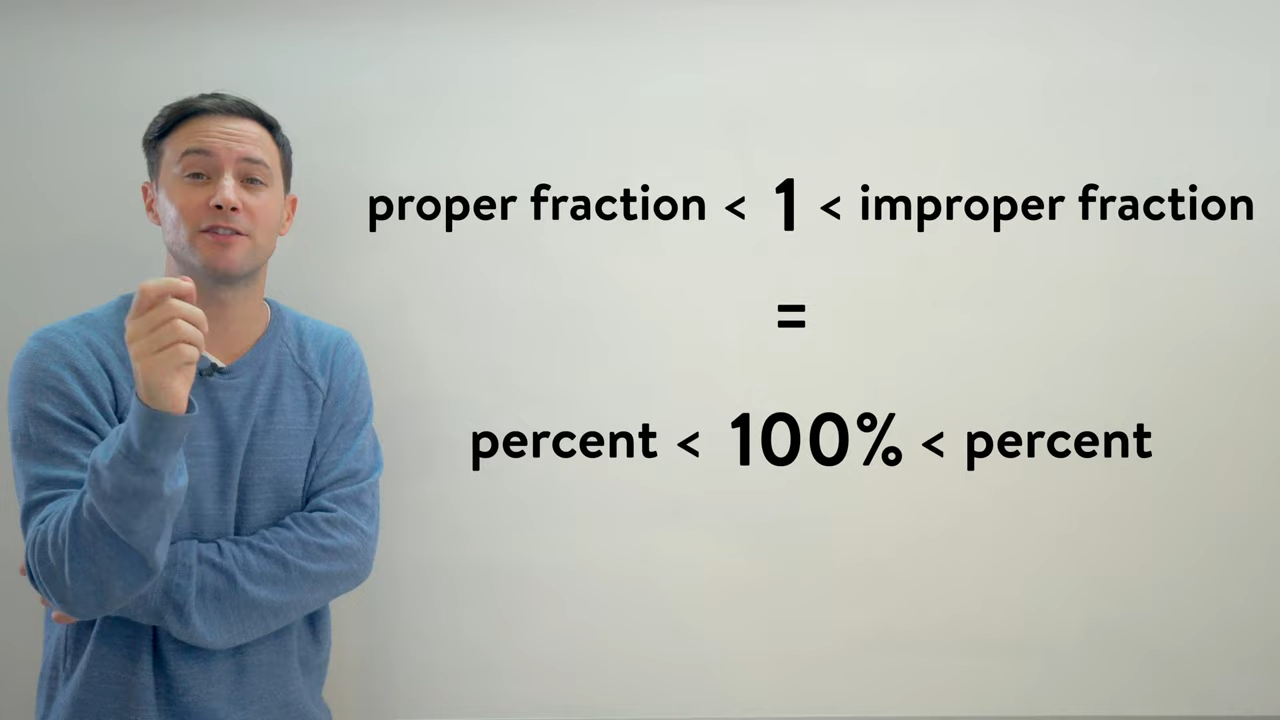 proper fraction < 1 < improper fraction
=
percent < 100% < percent